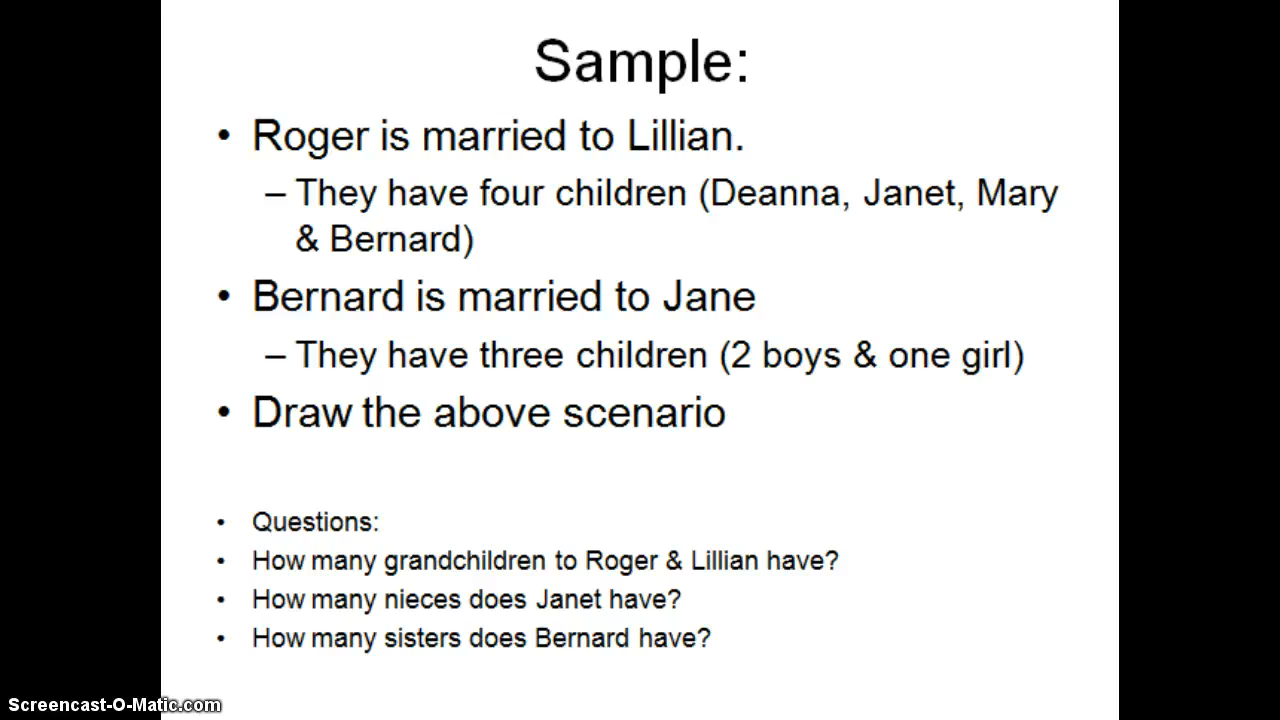 Sample:
• Roger is married to Lillian.
– They have four children (Deanna, Janet, Mary
& Bernard)
• Bernard is married to Jane
– They have three children (2 boys & one girl)
• Draw the above scenario
• Questions:
• How many grandchildren to Roger & Lillian have?
• How many nieces does Janet have?
• How many sisters does Bernard have?
Screencast-O-Matic.com